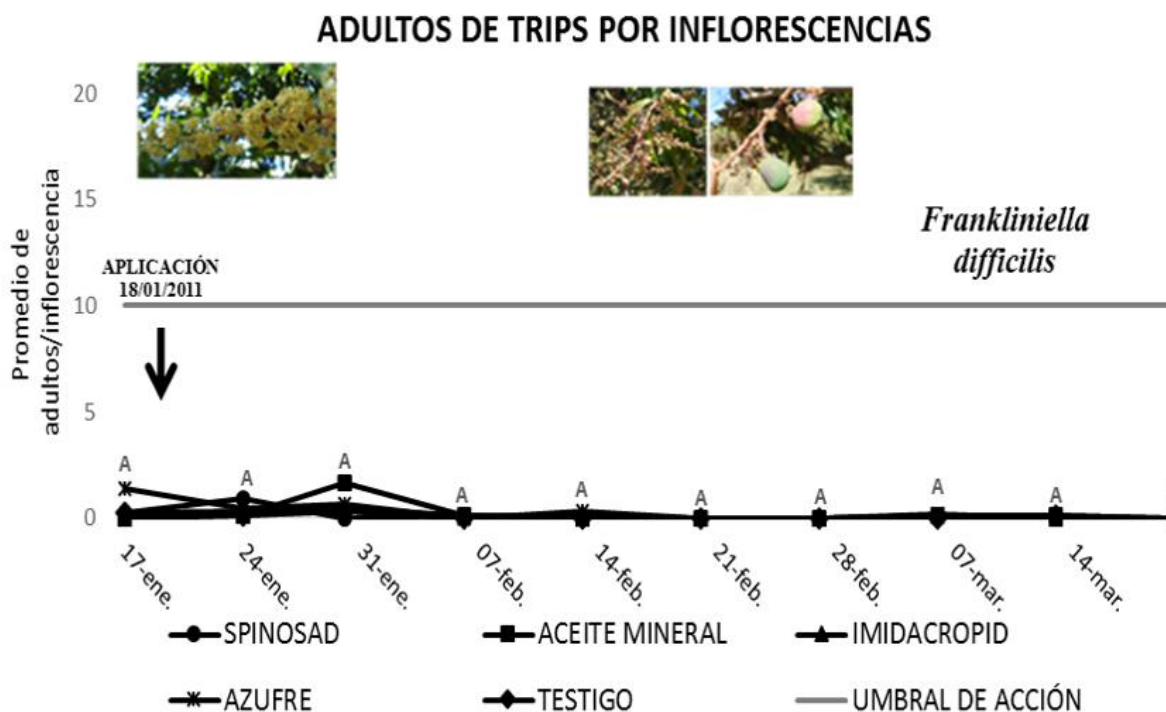 ADULTOS DE TRIPS POR INFLORESCENCIAS
Promedio de
adultos/inflorescencia
20
15
10
5
0
APLICACIÓN
18/01/2011
Frankliniella
difficilis
A A A A A A A A A
17-ene. 24-ene. 31-ene. 07-feb. 14-feb. 21-feb. 28-feb. 07-mar. 14-mar.
SPINOSAD ACEITE MINERAL IMIDACROPID
AZUFRE TESTIGO UMBRAL DE ACCIÓN